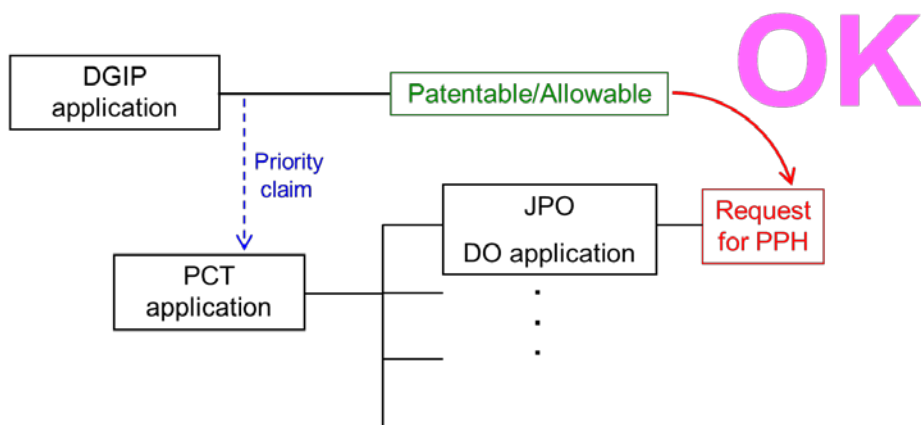 OK
DGIP
application
Patentable/Allowable
Priority
claim
JPO
DO application
Request
for PPH
PCT
application